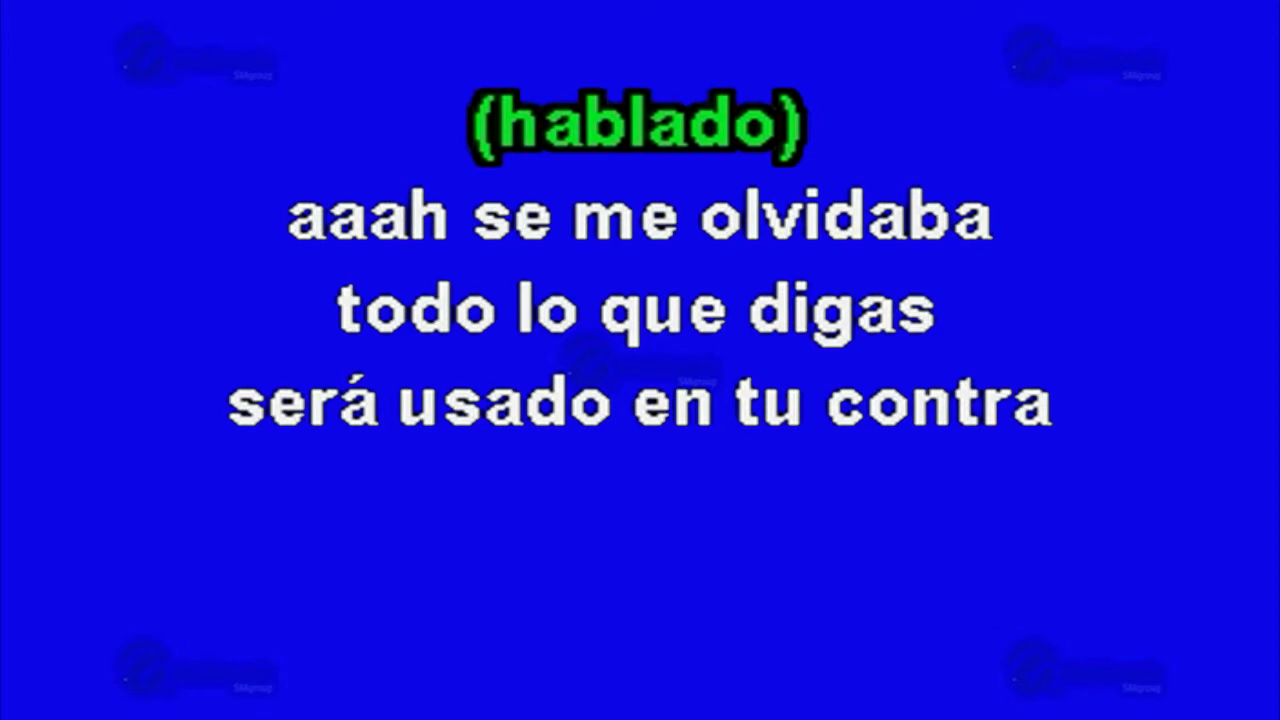 (hablado)
aaah se me olvidaba
todo lo que digas
será usado en tu contra